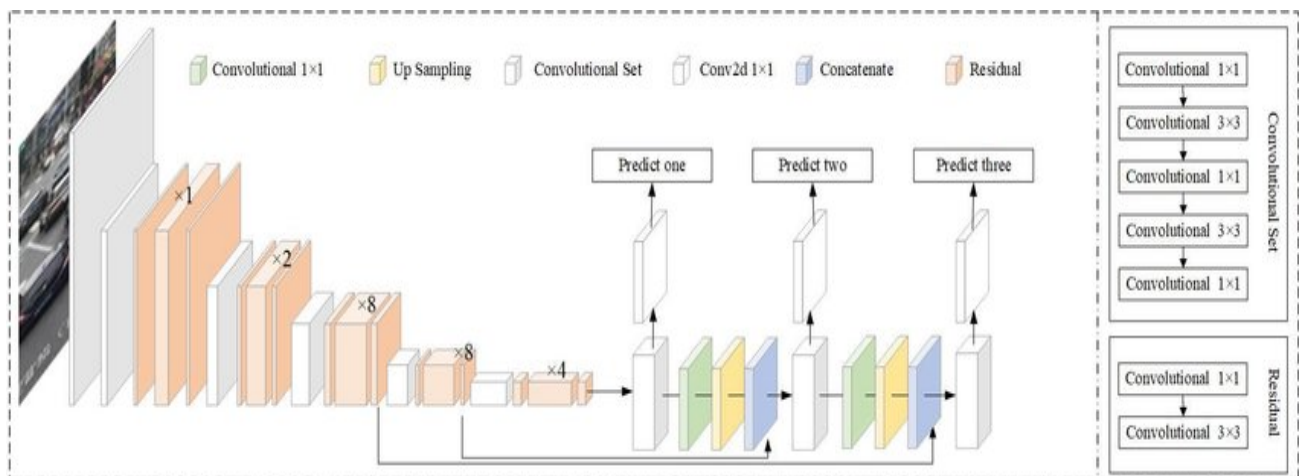 Convolutional 1×1
Up Sampling
Convolutional Set
Conv2d 1×1
Concatenate
Residual
×1
×2
×8
×8
×4
Predict one
Predict two
Predict three
Convolutional 1×1
Convolutional 3×3
Convolutional 1×1
Convolutional 3×3
Convolutional 1×1
Convolutional Set
Convolutional 1×1
Convolutional 3×3
Residual